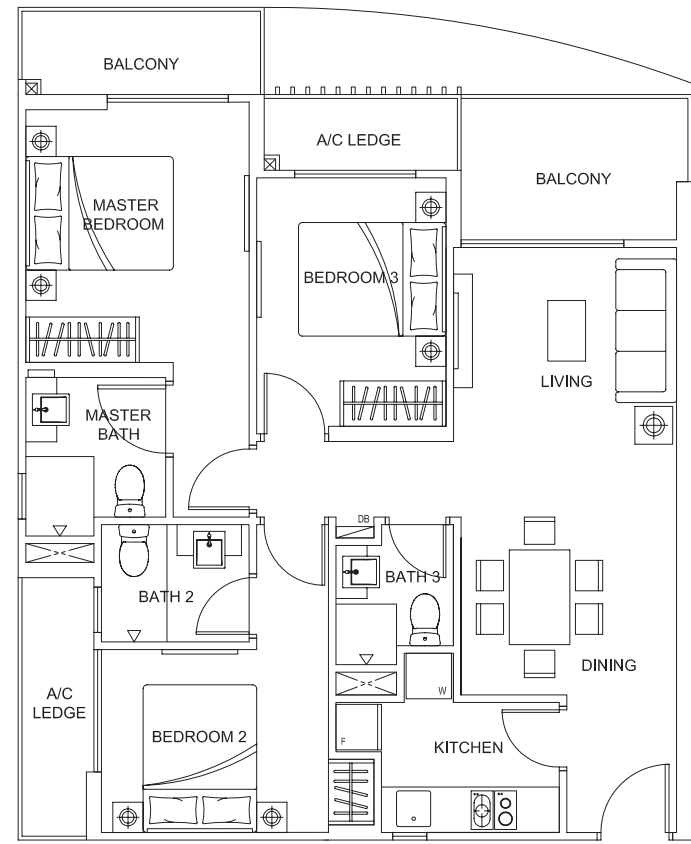 BALCONY
A/C LEDGE
BALCONY
MASTER
BEDROOM
BEDROOM 3
LIVING
MASTER
BATH
DB
BATH 3
BATH 2
DINING
A/C
LEDGE
W
BEDROOM 2
F
KITCHEN